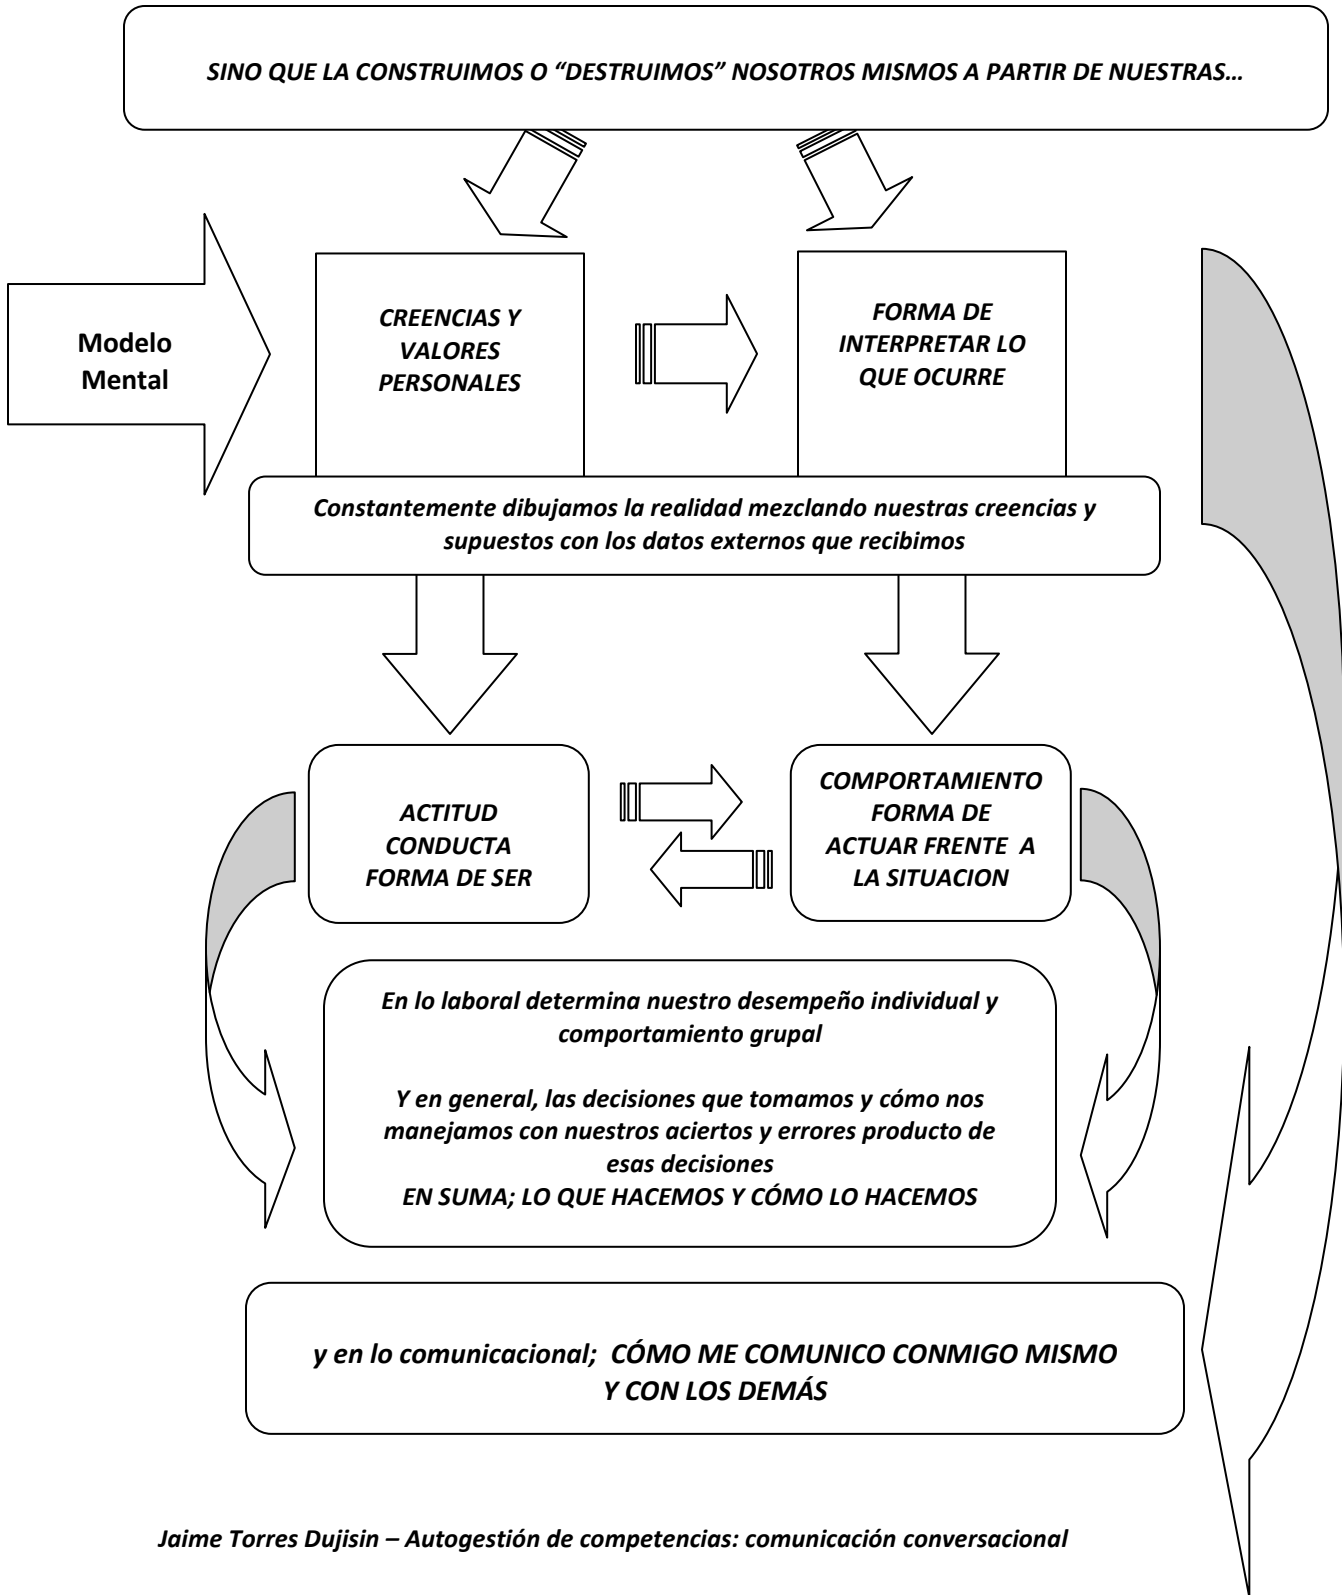 SINO QUE LA CONSTRUIMOS O “DESTRUIMOS” NOSOTROS MISMOS A PARTIR DE NUESTRAS…
Modelo
Mental
CREENCIAS Y
VALORES
PERSONALES
FORMA DE
INTERPRETAR LO
QUE OCURRE
Constantemente dibujamos la realidad mezclando nuestras creencias y
supuestos con los datos externos que recibimos
ACTITUD
CONDUCTA
FORMA DE SER
COMPORTAMIENTO
FORMA DE
ACTUAR FRENTE A
LA SITUACION
En lo laboral determina nuestro desempeño individual y
comportamiento grupal
Y en general, las decisiones que tomamos y cómo nos
manejamos con nuestros aciertos y errores producto de
esas decisiones
EN SUMA; LO QUE HACEMOS Y CÓMO LO HACEMOS
y en lo comunicacional; CÓMO ME COMUNICO CONMIGO MISMO
Y CON LOS DEMÁS
Jaime Torres Dujisin – Autogestión de competencias: comunicación conversacional